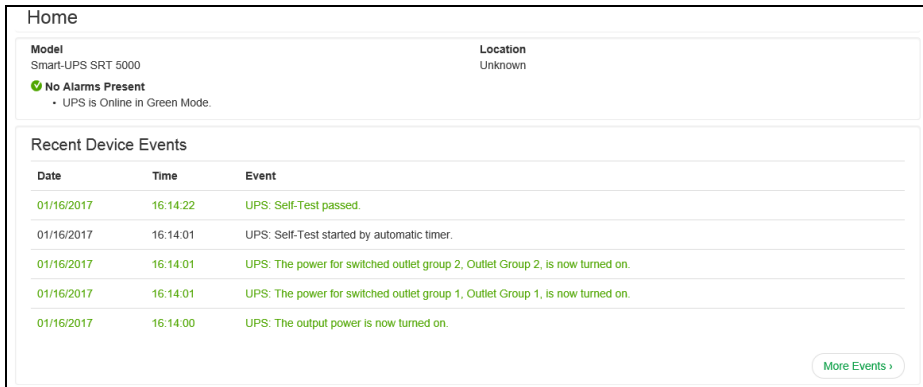 Home
Model Location
Smart-UPS SRT 5000 Unknown
No Alarms Present
• UPS is Online in Green Mode.
Recent Device Events
Date Time Event
01/16/2017 16:14:22 UPS: Self-Test passed.
01/16/2017 16:14:01 UPS: Self-Test started by automatic timer.
01/16/2017 16:14:01 UPS: The power for switched outlet group 2, Outlet Group 2, is now turned on.
01/16/2017 16:14:01 UPS: The power for switched outlet group 1, Outlet Group 1, is now turned on.
01/16/2017 16:14:00 UPS: The output power is now turned on.
More Events ›